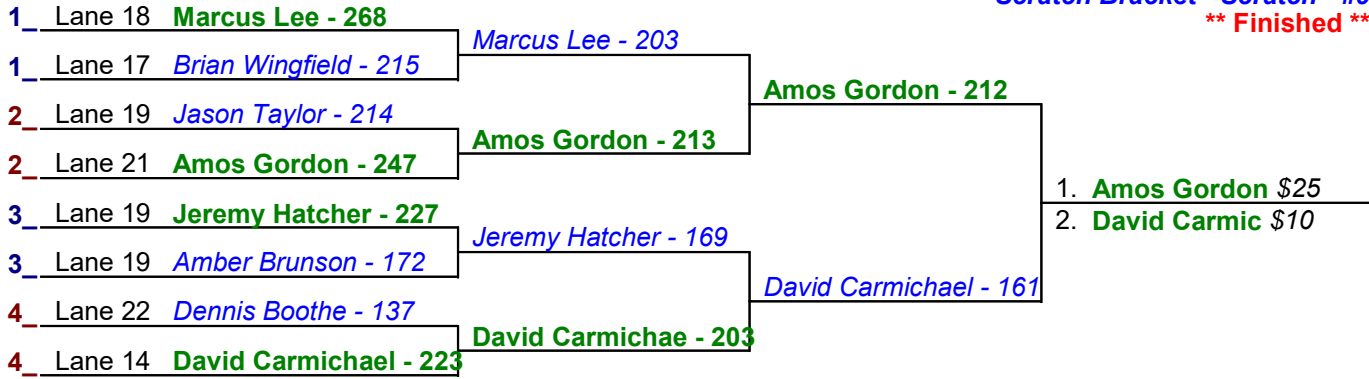 1_ Lane 18 Marcus Lee - 268
** Finished **
Marcus Lee - 203
1_ Lane 17 Brian Wingfield - 215
Amos Gordon - 212
2_ Lane 19 Jason Taylor - 214
Amos Gordon - 213
2_ Lane 21 Amos Gordon - 247
1. Amos Gordon $25
2. David Carmic $10
3_ Lane 19 Jeremy Hatcher - 227
Jeremy Hatcher - 169
3_ Lane 19 Amber Brunson - 172
David Carmichael - 161
4_ Lane 22 Dennis Boothe - 137
David Carmichae - 203
4_ Lane 14 David Carmichael - 223